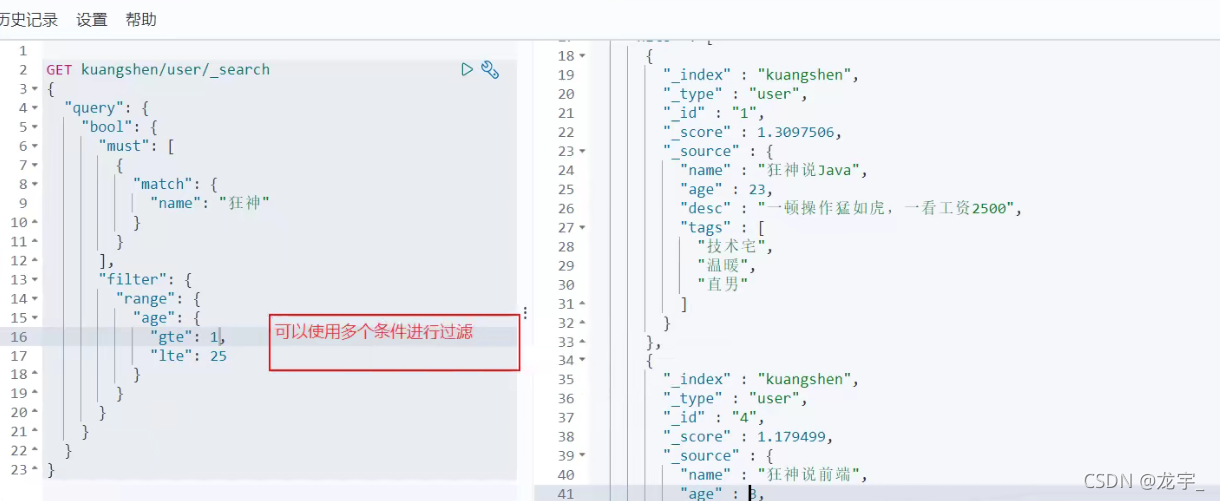 历史记录 设置 帮助
1
2 GET kuangshen/user/_search
3 {
4 "query": {
5 "bool": {
6 "must": [
7 {
8 "match": {
9 "name": "狂神"
10 }
11 }
12 ],
13 "filter": {
14 "range": {
15 "age": {
16 "gte": 1,
17 "lte": 25
18 }
19 }
20 }
21 }
22 }
23 }
可以使用多个条件进行过滤
18 {
19 "_index" : "kuangshen",
20 "_type" : "user",
21 "_id" : "1",
22 "_score" : 1.3097506,
23 "_source" : {
24 "name" : "狂神说Java",
25 "age" : 23,
26 "desc" : "一顿操作猛如虎，一看工资2500",
27 "tags" : [
28 "技术宅",
29 "温暖",
30 "直男"
31 ]
32 }
33 },
34 {
35 "_index" : "kuangshen",
36 "_type" : "user",
37 "_id" : "4",
38 "_score" : 1.179499,
39 "_source" : {
40 "name" : "狂神说前端",
41 "age" : 3,
CSDN @龙宇_